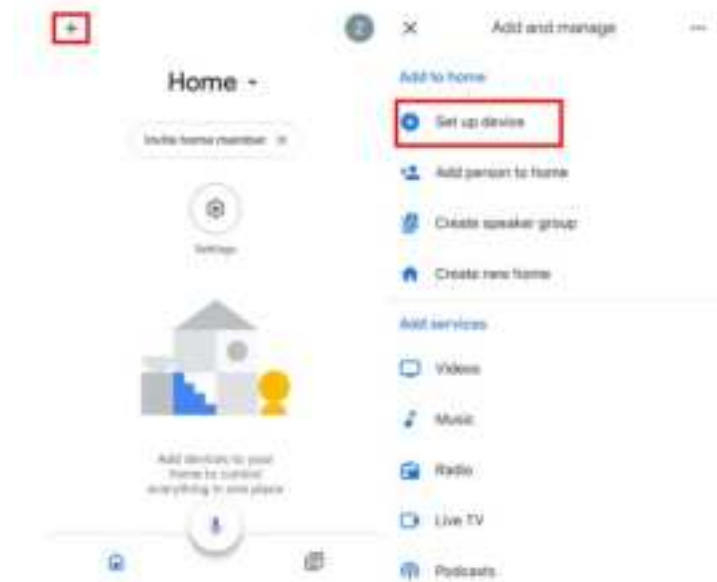 Home
Invite home member
Settings
Add devices to your
home to control
everything in one place
Add and manage
Add to home
Set up device
Add person to home
Create speaker group
Create new home
Add services
Videos
Music
Radio
Live TV
Podcasts